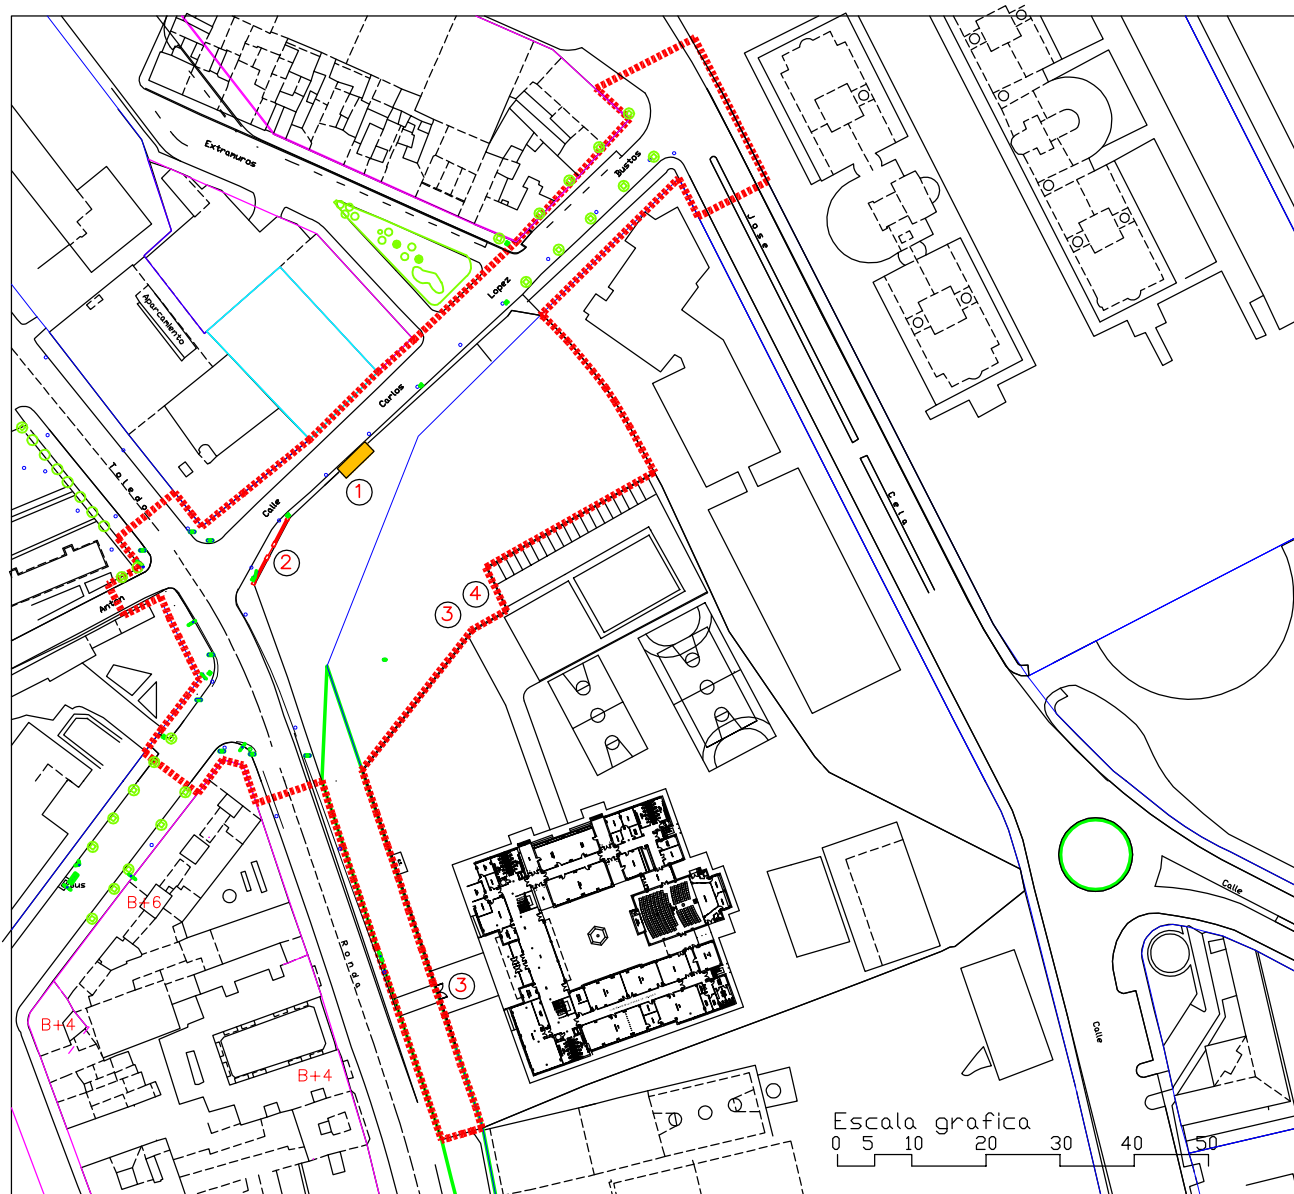 Extramuros
Bustos
Jose
Lopez
Aparcamiento
Carlos
Toledo
1
Calle
Cela
2
Anton
3
4
B+6
Ronda
3
Calle
B+4
Calle
B+4
Escala grafica
0 5 10 20 30 40 50